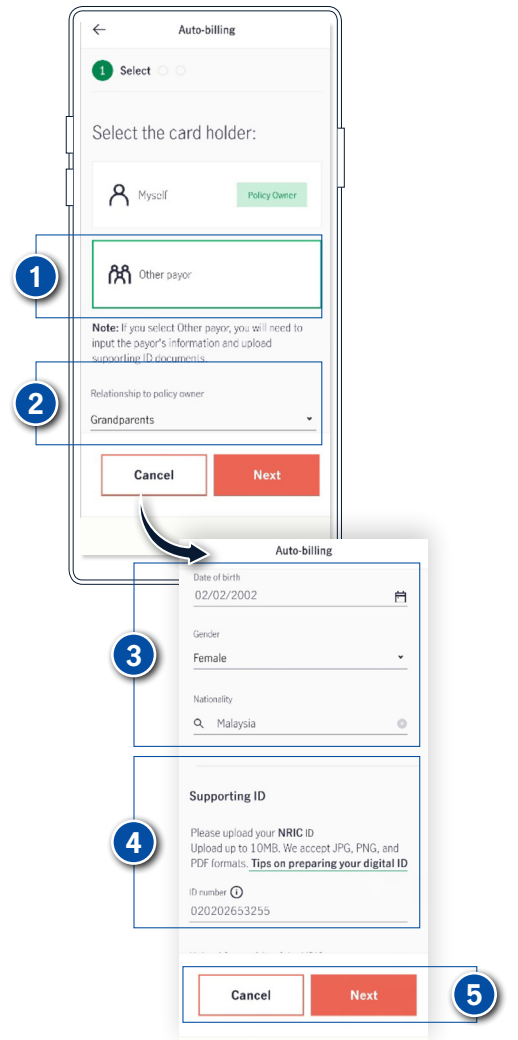 Auto-billing
1 Select
Select the card holder:
Myself
Policy Owner
1
Other payor
Note: If you select Other payor, you will need to
input the payor's information and upload
supporting ID documents.
2
Relationship to policy owner
Grandparents
Cancel
Next
Auto-billing
Date of birth
02/02/2002
Gender
3
Female
Nationality
Malaysia
Supporting ID
4
Please upload your NRIC ID
Upload up to 10MB. We accept JPG, PNG, and
PDF formats. Tips on preparing your digital ID
ID number
020202653255
Cancel
Next
5